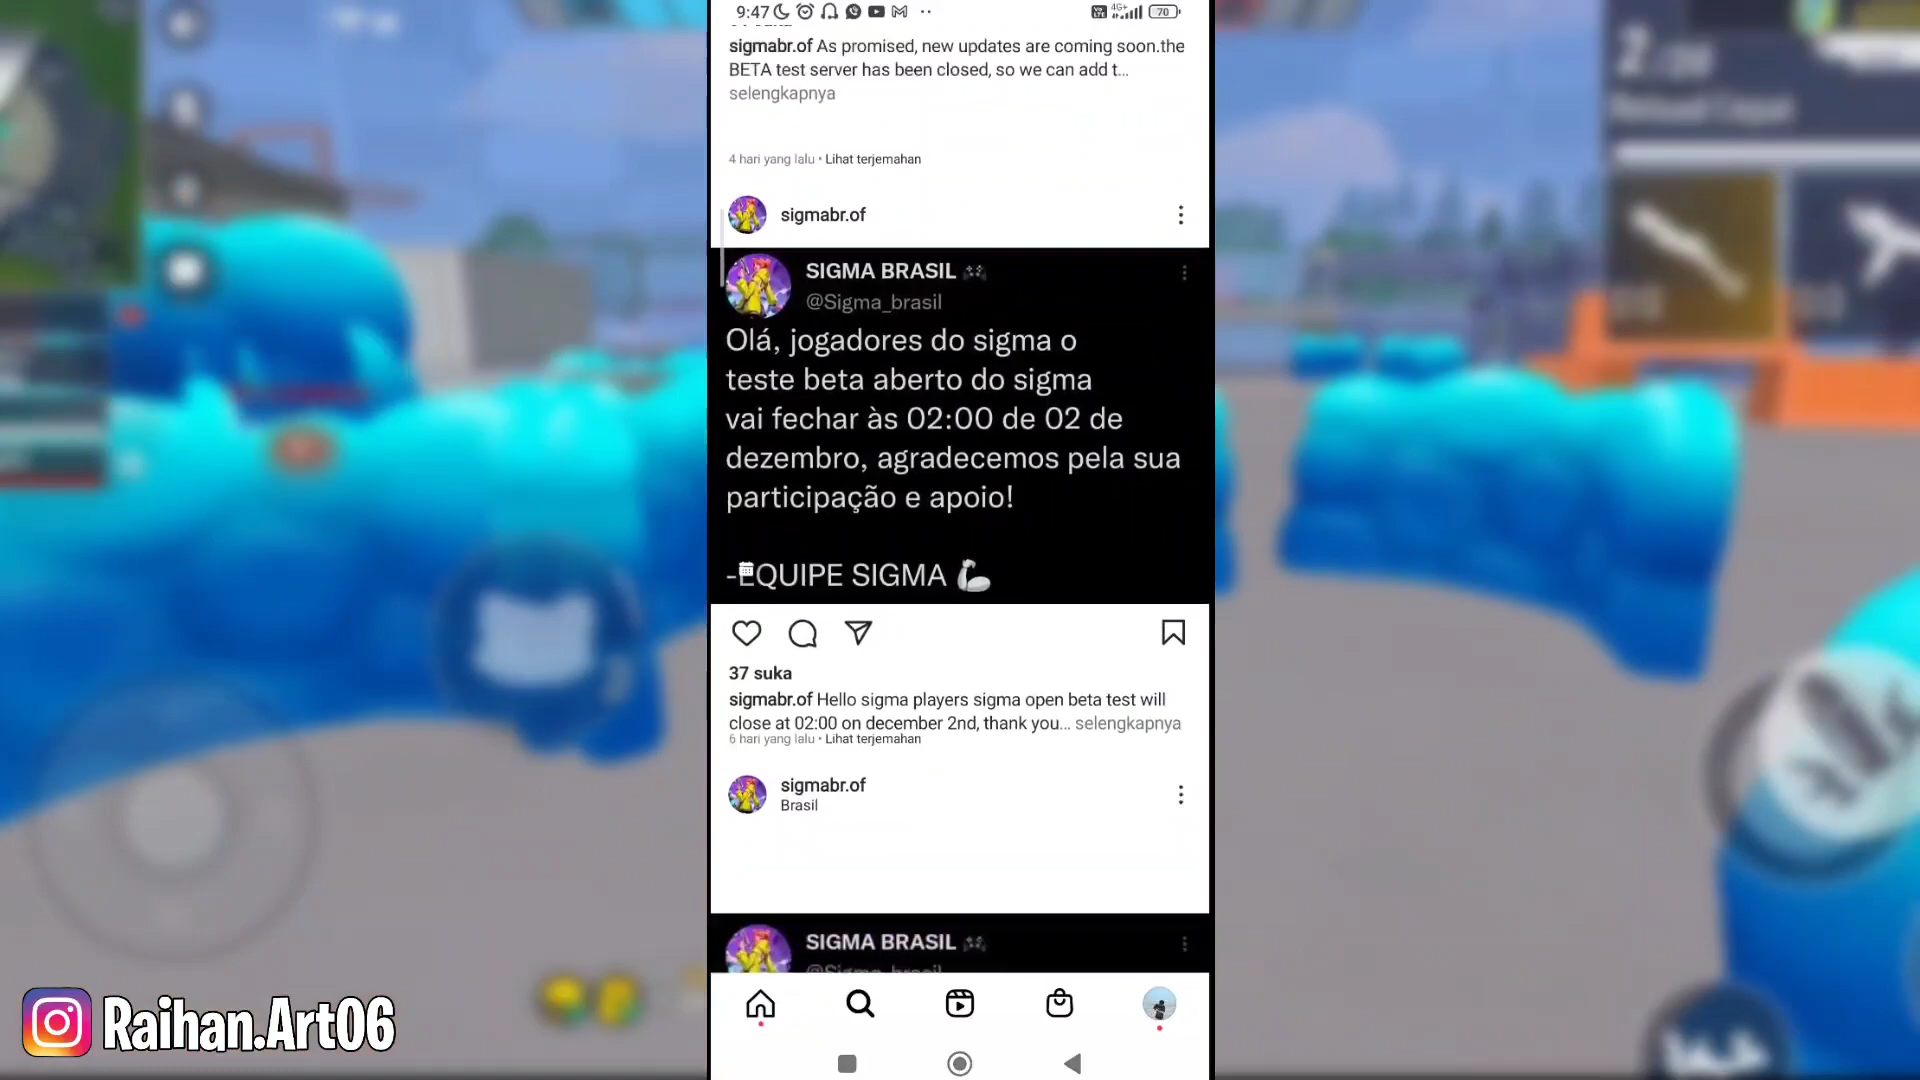 9:47
4G+
70
sigmabr.of As promised, new updates are coming soon.the
BETA test server has been closed, so we can add t...
selengkapnya
4 hari yang lalu • Lihat terjemahan
sigmabr.of
SIGMA BRASIL 🎮
@Sigma_brasil
Olá, jogadores do sigma o
teste beta aberto do sigma
vai fechar às 02:00 de 02 de
dezembro, agradecemos pela sua
participação e apoio!
-EQUIPE SIGMA 💪
37 suka
sigmabr.of Hello sigma players sigma open beta test will
close at 02:00 on december 2nd, thank you... selengkapnya
6 hari yang lalu • Lihat terjemahan
sigmabr.of
Brasil
SIGMA BRASIL 🎮
@Sigma_brasil
Raihan.Art06